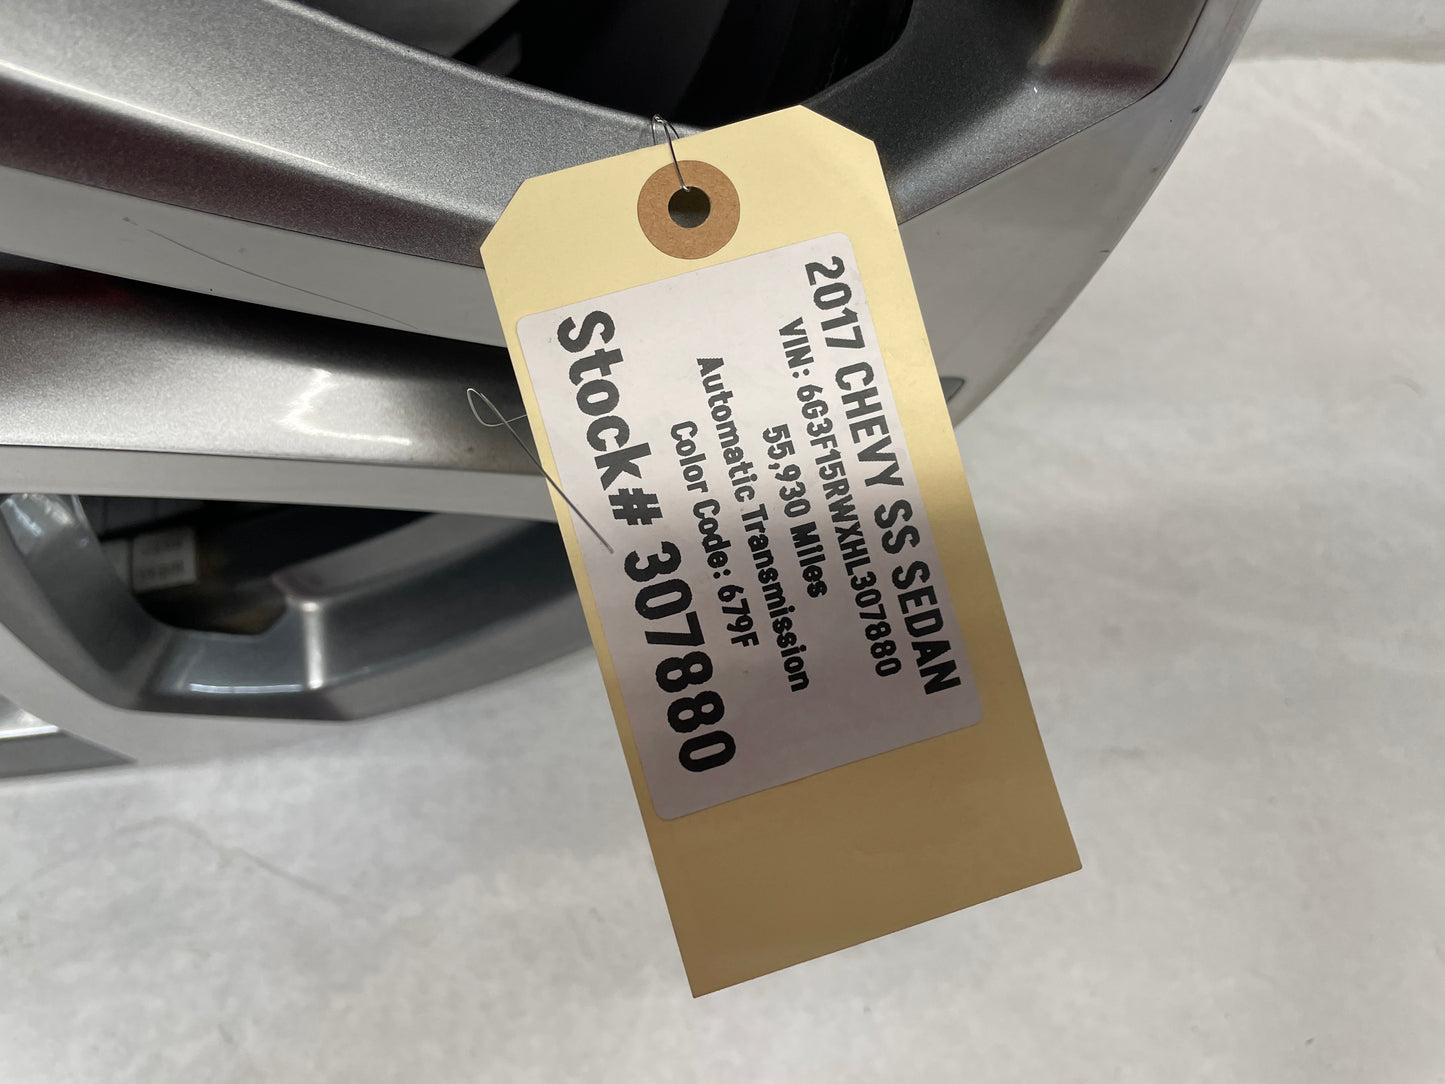 2017 CHEVY SS SEDAN
VIN: 6G3F15RWXHL307880
55,930 Miles
Automatic Transmission
Color Code: 679F
Stock# 307880